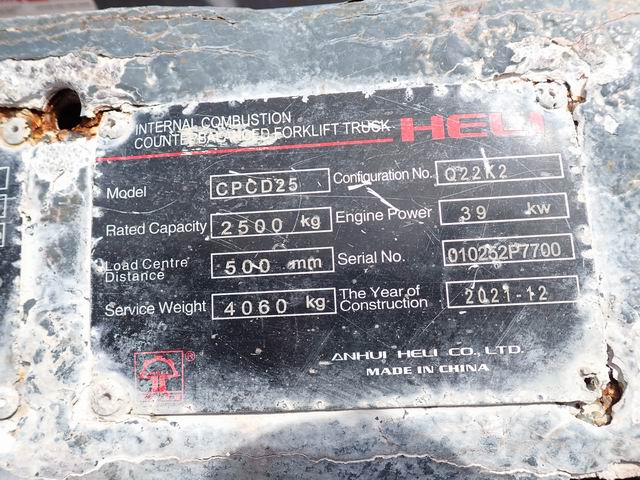 INTERNAL COMBUSTION
COUNTERBALANCED FORKLIFT TRUCK HELI
Model CPCD25 Configuration No. Q22K2
Rated Capacity 2500 kg Engine Power 39 kw
Load Centre Distance 500 mm Serial No. 010252P7700
Service Weight 4060 kg The Year of Construction 2021-12
®
ANHUI HELI CO., LTD.
MADE IN CHINA